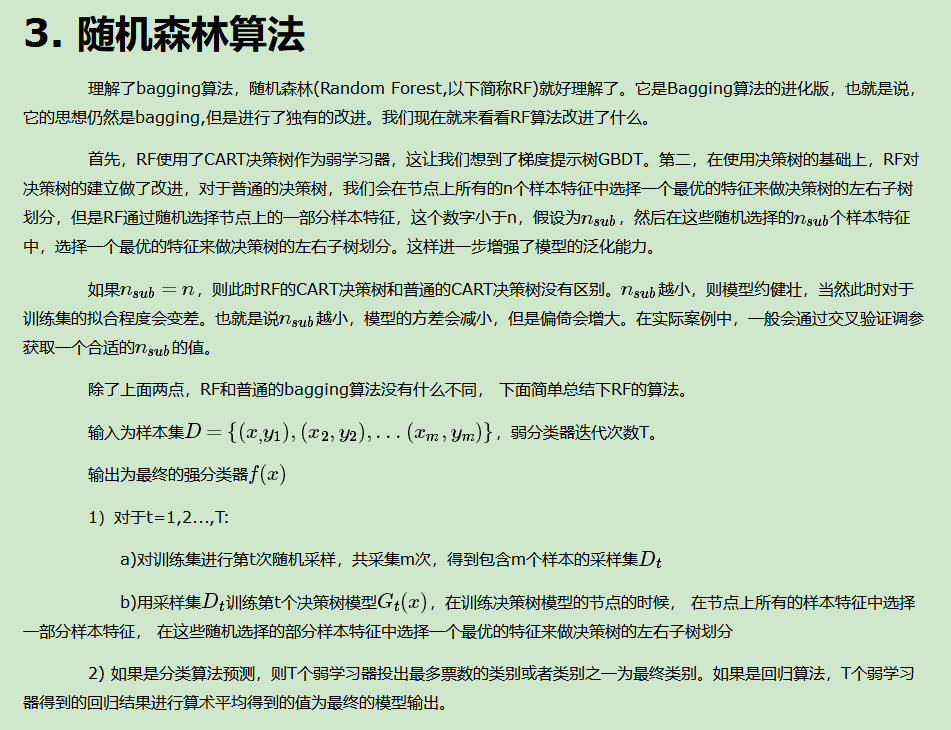 3. 随机森林算法
理解了bagging算法，随机森林(Random Forest,以下简称RF)就好理解了。它是Bagging算法的进化版，也就是说，
它的思想仍然是bagging,但是进行了独有的改进。我们现在就来看看RF算法改进了什么。
首先，RF使用了CART决策树作为弱学习器，这让我们想到了梯度提示树GBDT。第二，在使用决策树的基础上，RF对
决策树的建立做了改进，对于普通的决策树，我们会在节点上所有的n个样本特征中选择一个最优的特征来做决策树的左右子树
划分，但是RF通过随机选择节点上的一部分样本特征，这个数字小于n，假设为n_{sub}，然后在这些随机选择的n_{sub}个样本特征
中，选择一个最优的特征来做决策树的左右子树划分。这样进一步增强了模型的泛化能力。
如果n_{sub} = n，则此时RF的CART决策树和普通的CART决策树没有区别。n_{sub}越小，则模型约健壮，当然此时对于
训练集的拟合程度会变差。也就是说n_{sub}越小，模型的方差会减小，但是偏倚会增大。在实际案例中，一般会通过交叉验证调参
获取一个合适的n_{sub}的值。
除了上面两点，RF和普通的bagging算法没有什么不同， 下面简单总结下RF的算法。
输入为样本集D = {(x_,y_1), (x_2, y_2), ...(x_m, y_m)}，弱分类器迭代次数T。
输出为最终的强分类器f(x)
1) 对于t=1,2...,T:
a)对训练集进行第t次随机采样，共采集m次，得到包含m个样本的采样集D_t
b)用采样集D_t训练第t个决策树模型G_t(x)，在训练决策树模型的节点的时候， 在节点上所有的样本特征中选择
一部分样本特征， 在这些随机选择的部分样本特征中选择一个最优的特征来做决策树的左右子树划分
2) 如果是分类算法预测，则T个弱学习器投出最多票数的类别或者类别之一为最终类别。如果是回归算法，T个弱学习
器得到的回归结果进行算术平均得到的值为最终的模型输出。